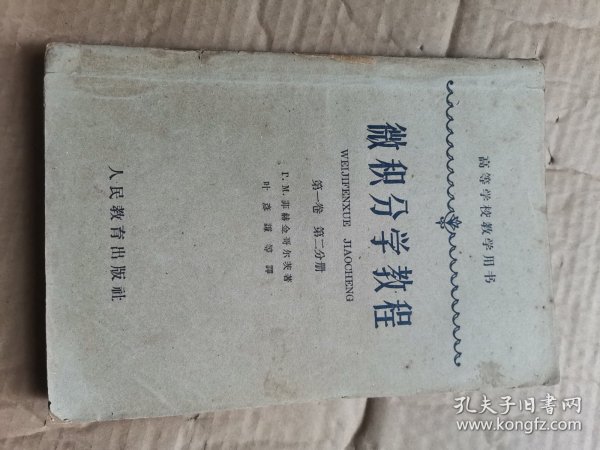 高等学校教学用书
微积分学教程
WEIJIFENXUE JIAOCHENG
第一卷 第二分册
Г. М. 菲赫金哥尔茨著
叶彦谦等譯
人民教育出版社
孔夫子旧书网
www.kongfz.com